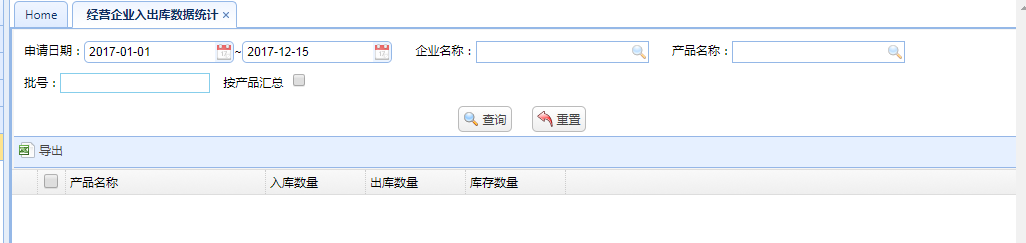 Home 经营企业入出库数据统计 ×
申请日期：2017-01-01 ~ 2017-12-15 企业名称： 产品名称：
批号： 按产品汇总
查询 重置
导出
产品名称 入库数量 出库数量 库存数量